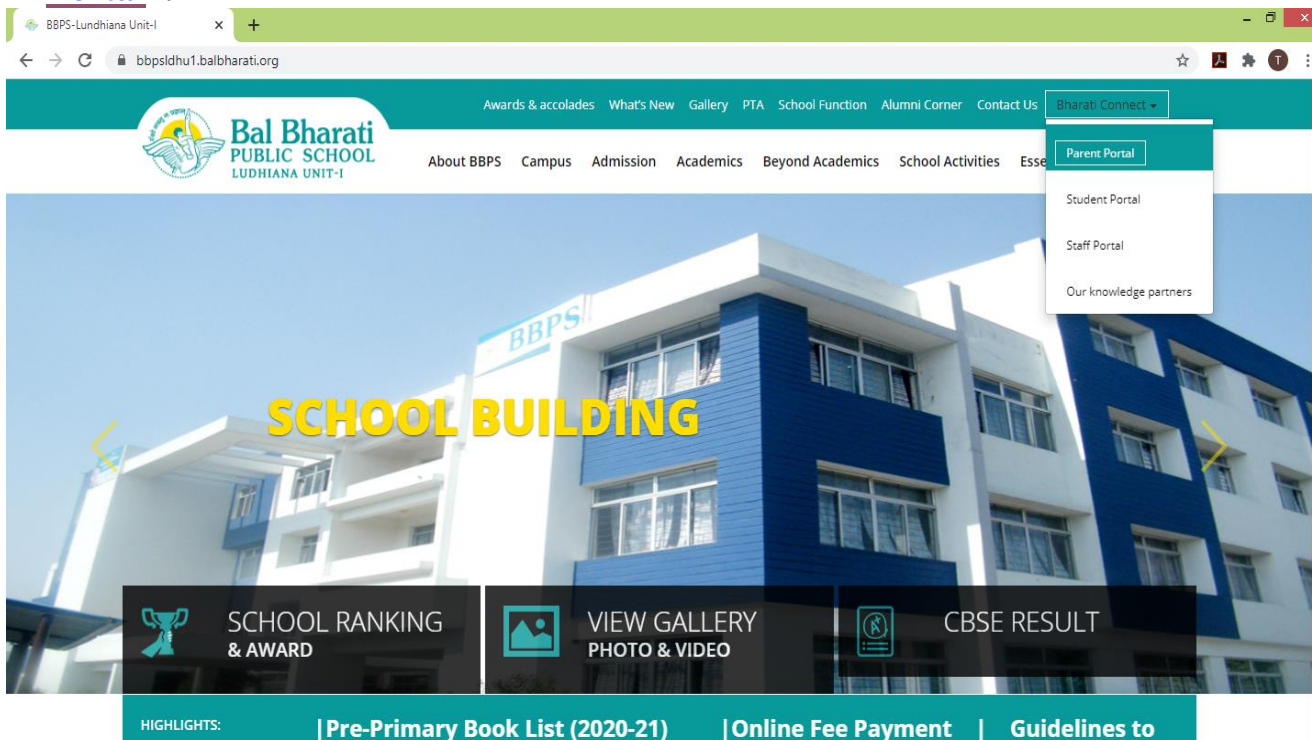 BBPS-Lundhiana Unit-I
bbpsldhu1.balbharati.org
T
Awards & accolades What's New Gallery PTA School Function Alumni Corner Contact Us Bharati Connect
Bal Bharati
PUBLIC SCHOOL
LUDHIANA UNIT-I
About BBPS Campus Admission Academics Beyond Academics School Activities Esse
Parent Portal
Student Portal
Staff Portal
Our knowledge partners
BBPS
SCHOOL BUILDING
SCHOOL RANKING
& AWARD
VIEW GALLERY
PHOTO & VIDEO
CBSE RESULT
HIGHLIGHTS: |Pre-Primary Book List (2020-21) |Online Fee Payment | Guidelines to